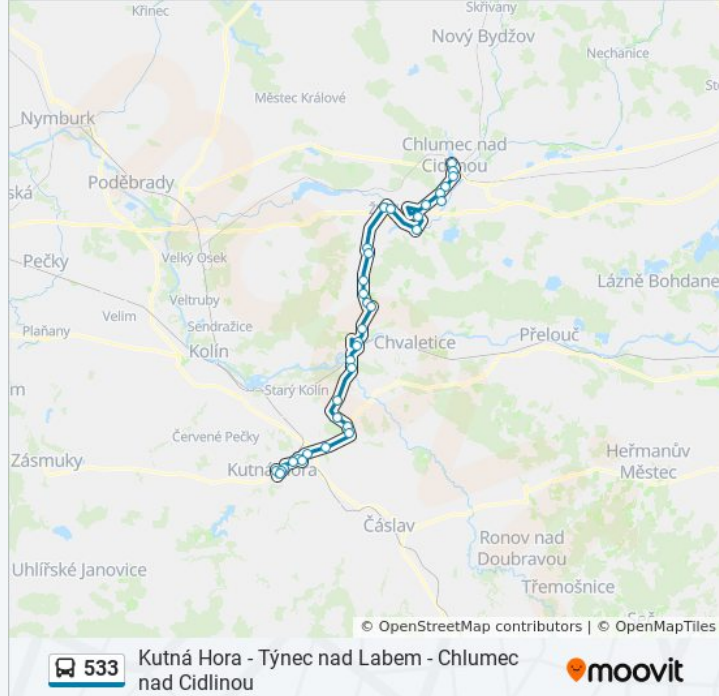 Křinec
Skřivany
Nový Bydžov
Nechanice
Městec Králové
Nymburk
Chlumec nad
Cidlinou
ská
Poděbrady
Pečky
Velký Osek
Lázně Bohdane
Veltruby
Velim
Sendražice
Plaňany
Kolín
Chvaletice
Přelouč
Starý Kolín
Červené Pečky
Zásmuky
Kutná Hora
Heřmanův
Městec
Čáslav
Ronov nad
Doubravou
Uhlířské Janovice
Třemošnice
© OpenStreetMap contributors | © OpenMapTiles
533
Kutná Hora - Týnec nad Labem - Chlumec
nad Cidlinou
moovit